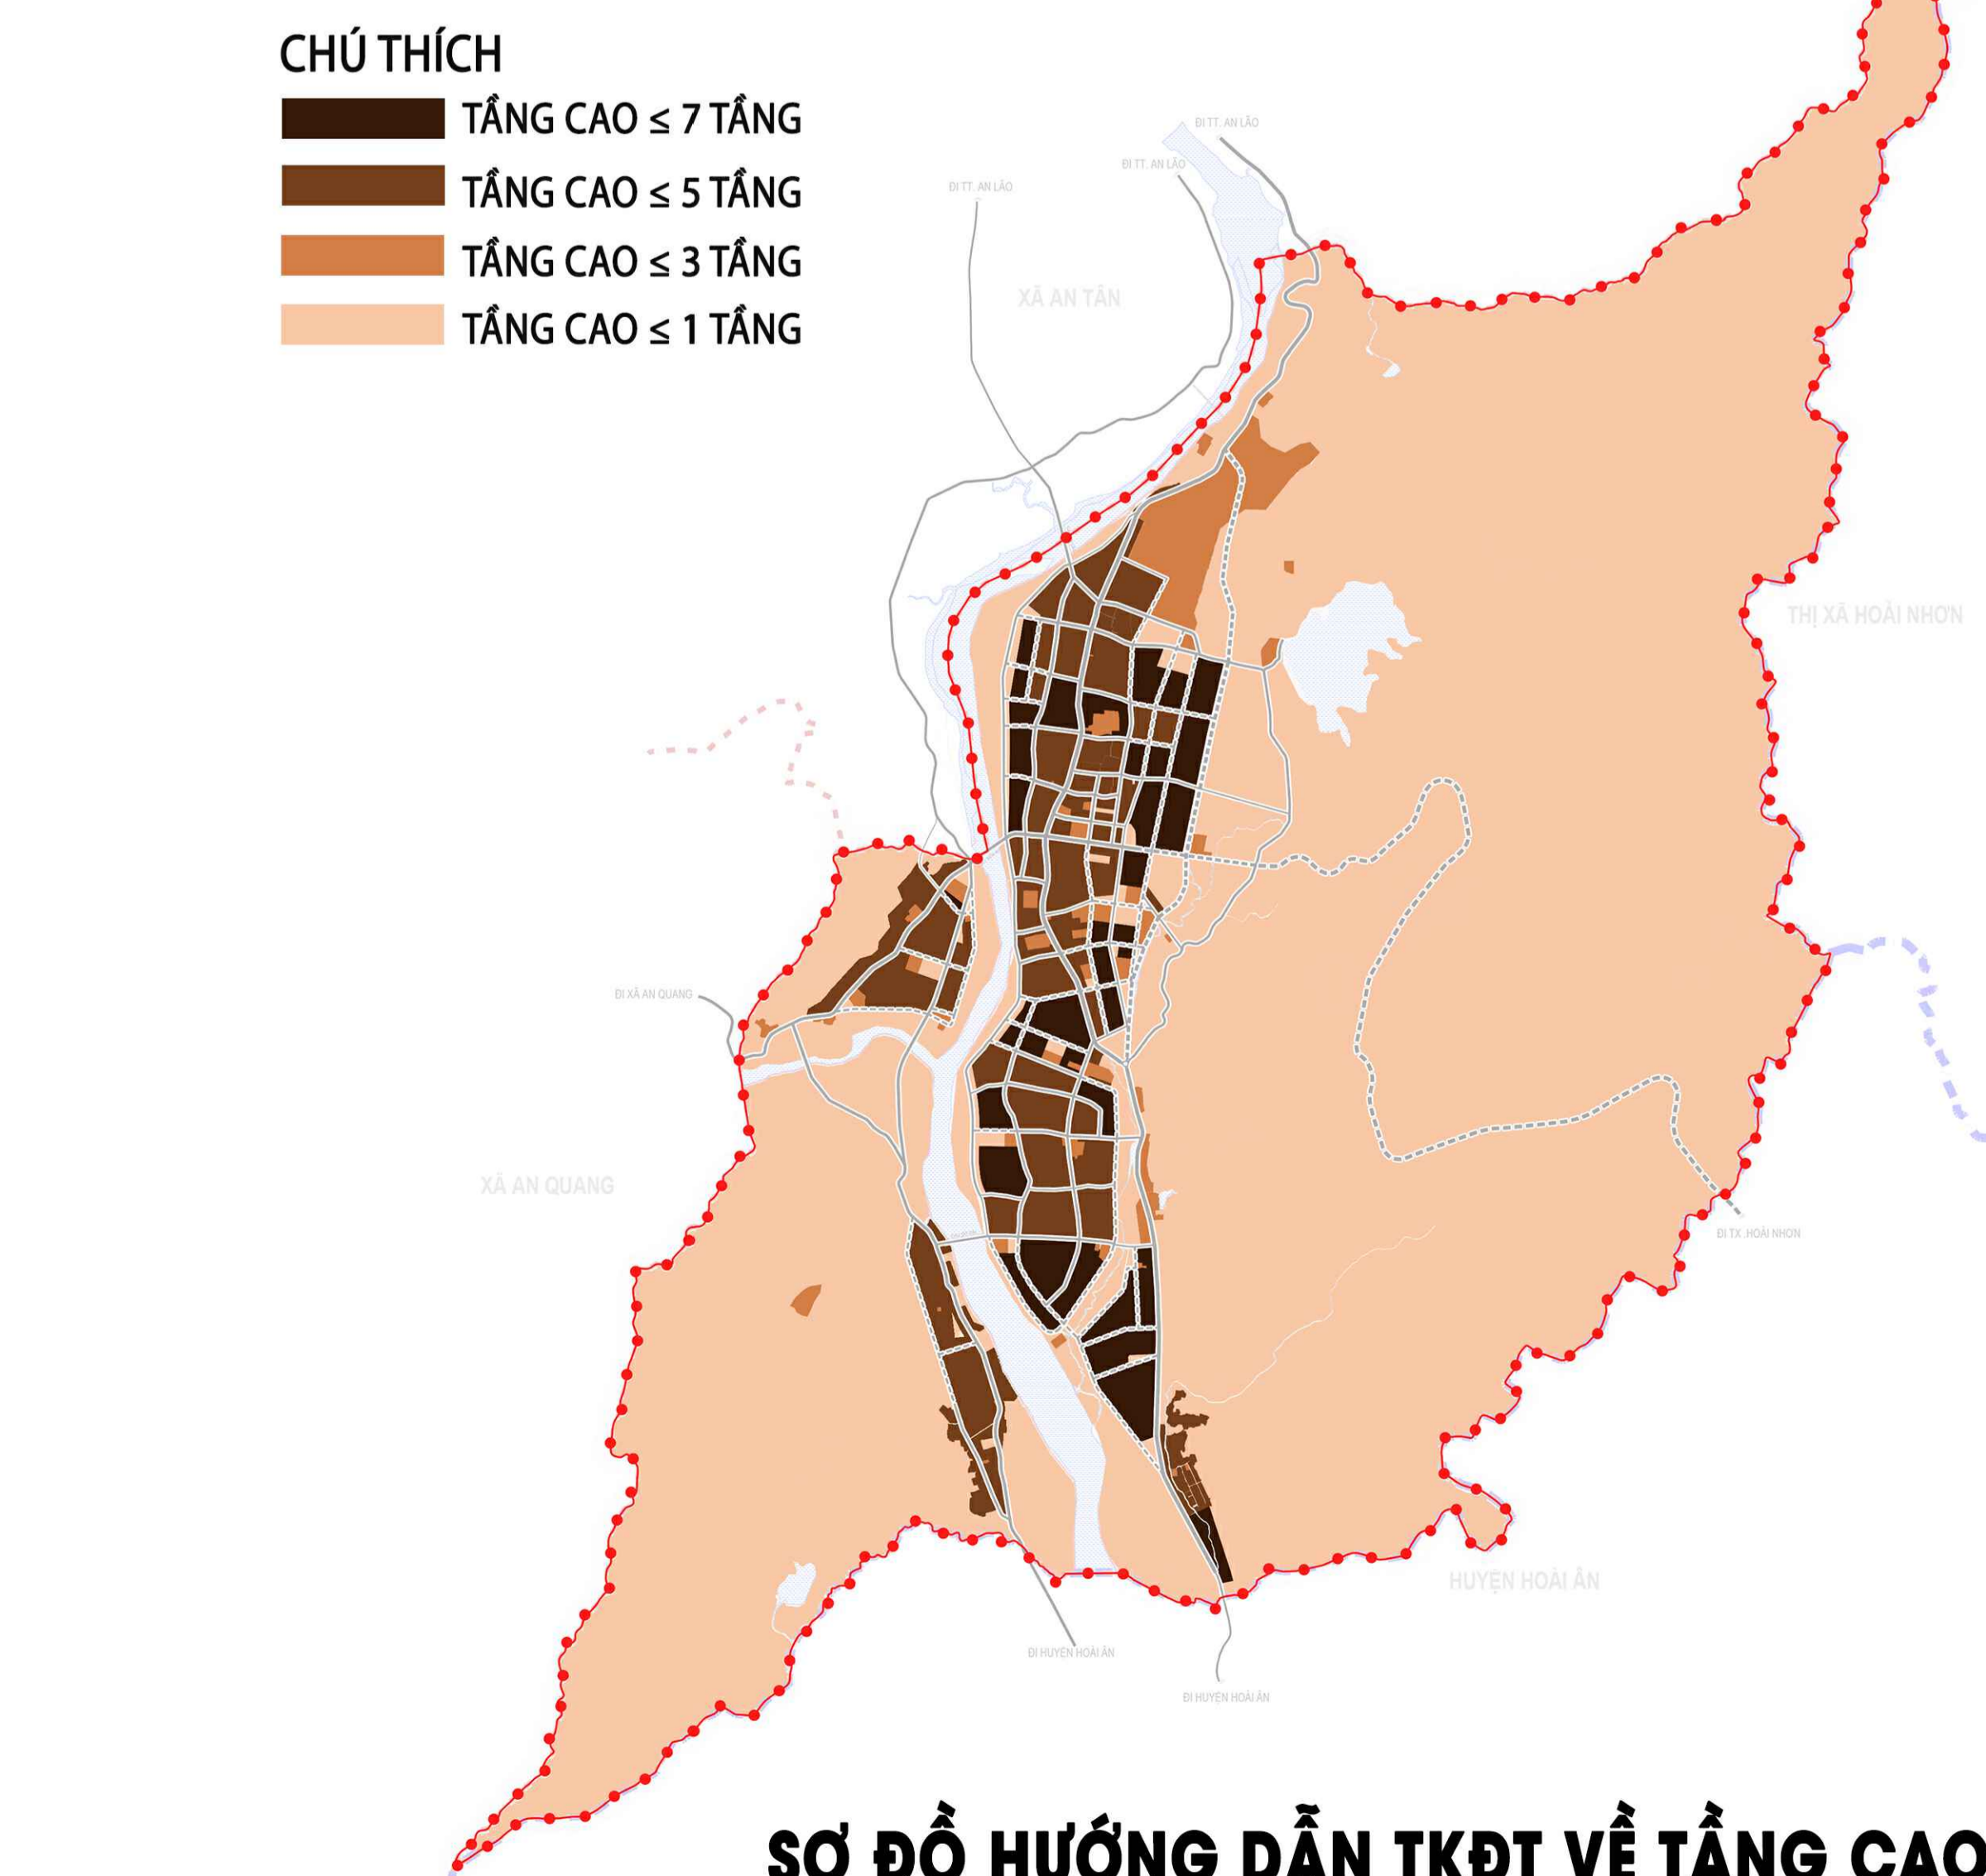 CHÚ THÍCH
TẦNG CAO ≤ 7 TẦNG
TẦNG CAO ≤ 5 TẦNG
TẦNG CAO ≤ 3 TẦNG
TẦNG CAO ≤ 1 TẦNG
ĐI TT. AN LÃO
ĐI TT. AN LÃO
ĐI TT. AN LÃO
XÃ AN TÂN
THỊ XÃ HOÀI NHƠN
ĐI XÃ AN QUANG
XÃ AN QUANG
ĐI TX .HOÀI NHƠN
HUYỆN HOÀI ÂN
ĐI HUYỆN HOÀI ÂN
ĐI HUYỆN HOÀI ÂN
SƠ ĐỒ HƯỚNG DẪN TKĐT VỀ TẦNG CAO